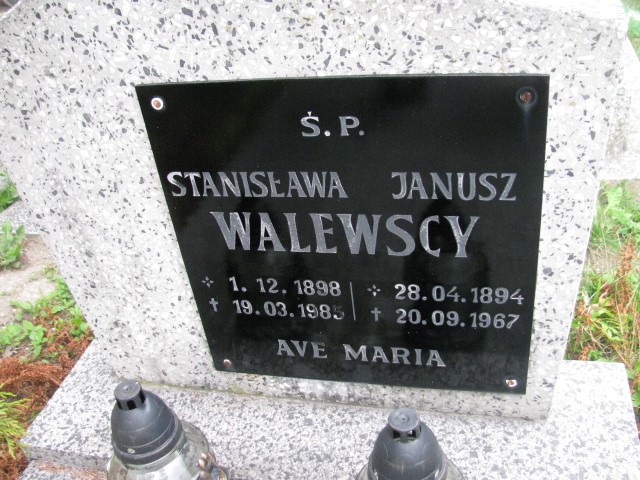 Ś. P.
STANISŁAWA JANUSZ
WALEWSCY
1. 12. 1898 28. 04. 1894
19. 03. 1985 20. 09. 1967
AVE MARIA